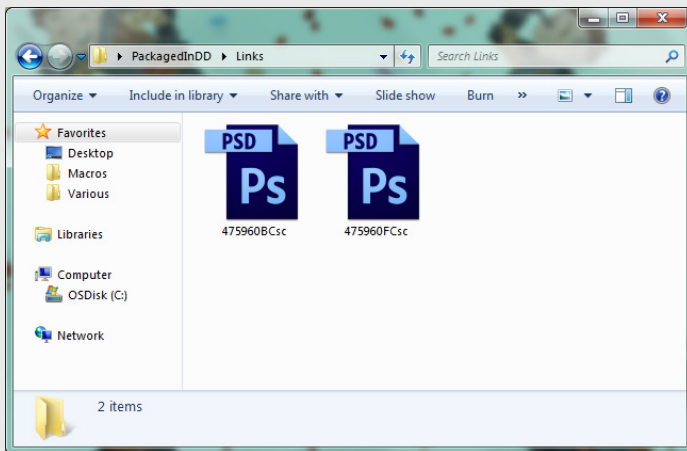 PackagedInDD Links
Search Links
Organize Include in library Share with Slide show Burn »
Favorites
Desktop
Macros
Various
Libraries
Computer
OSDisk (C:)
Network
PSD
Ps
475960BCsc
PSD
Ps
475960FCsc
2 items